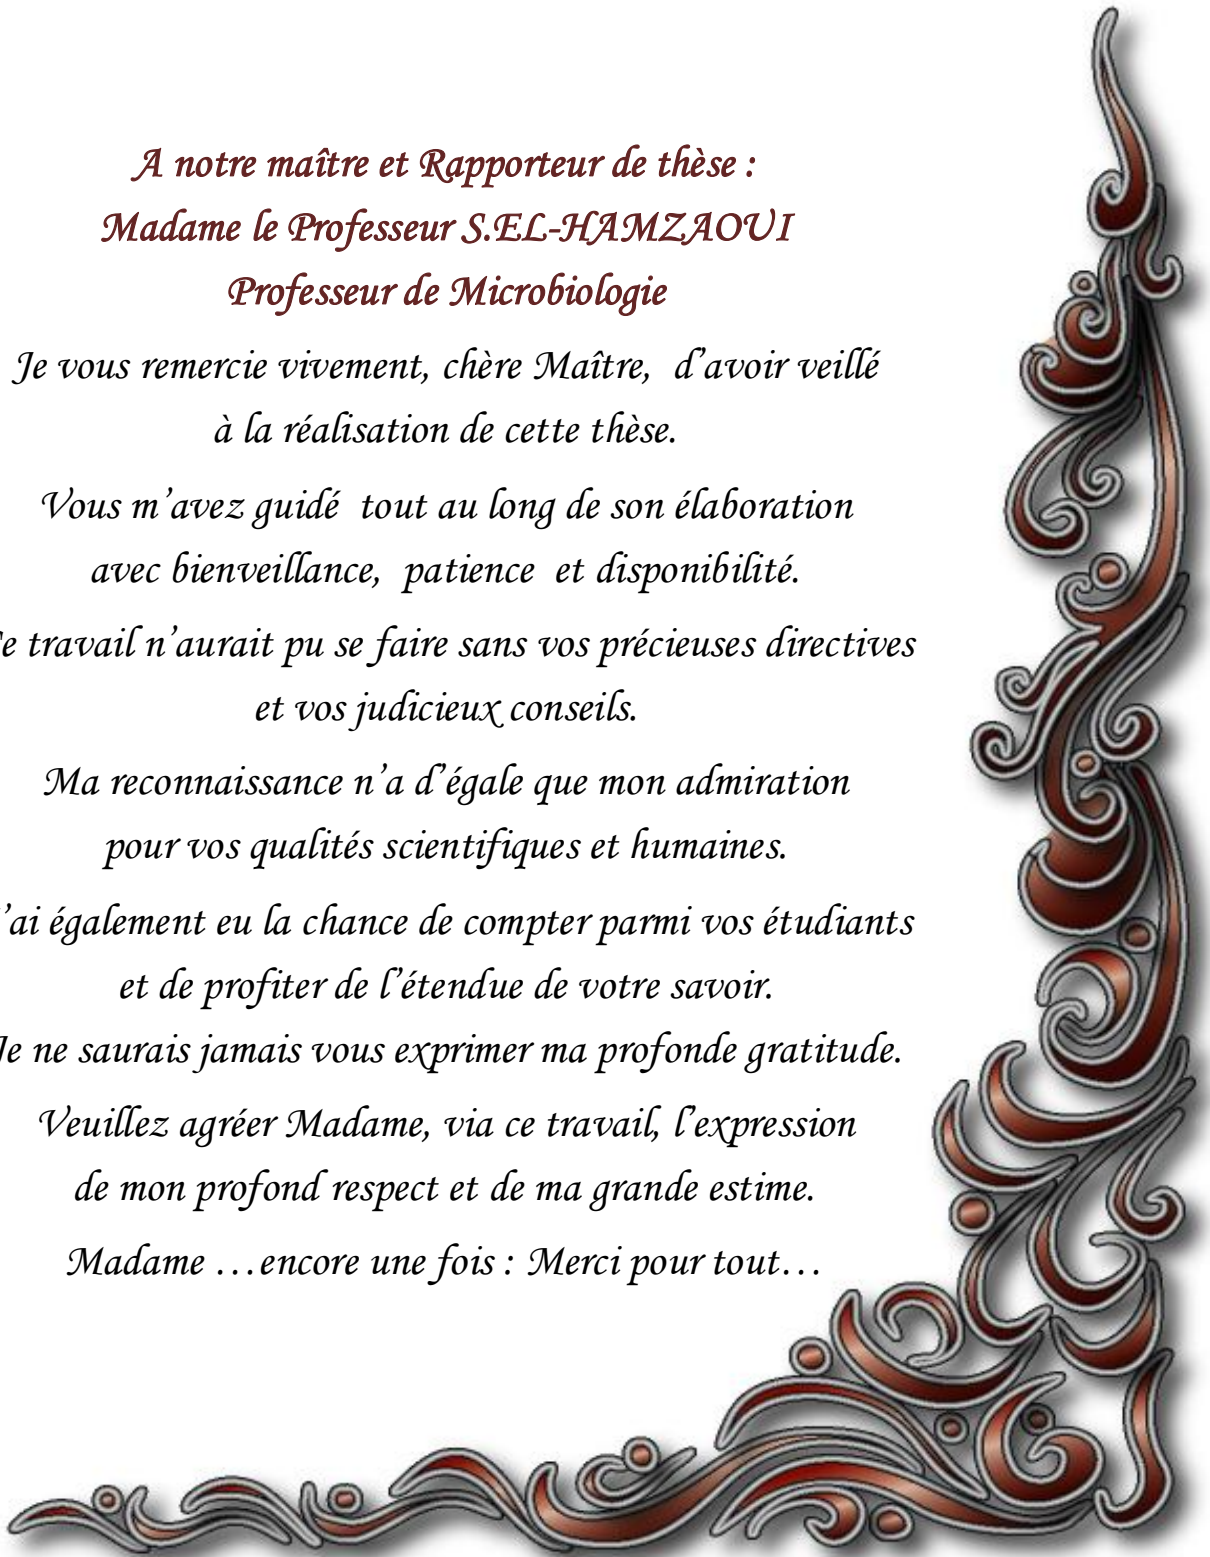 A notre maître et Rapporteur de thèse :
Madame le Professeur S.EL-HAMZAOUI
Professeur de Microbiologie
Je vous remercie vivement, chère Maître, d’avoir veillé
à la réalisation de cette thèse.
Vous m’avez guidé tout au long de son élaboration
avec bienveillance, patience et disponibilité.
e travail n’aurait pu se faire sans vos précieuses directives
et vos judicieux conseils.
Ma reconnaissance n’a d’égale que mon admiration
pour vos qualités scientifiques et humaines.
’ai également eu la chance de compter parmi vos étudiants
et de profiter de l’étendue de votre savoir.
Je ne saurais jamais vous exprimer ma profonde gratitude.
Veuillez agréer Madame, via ce travail, l’expression
de mon profond respect et de ma grande estime.
Madame …encore une fois : Merci pour tout…